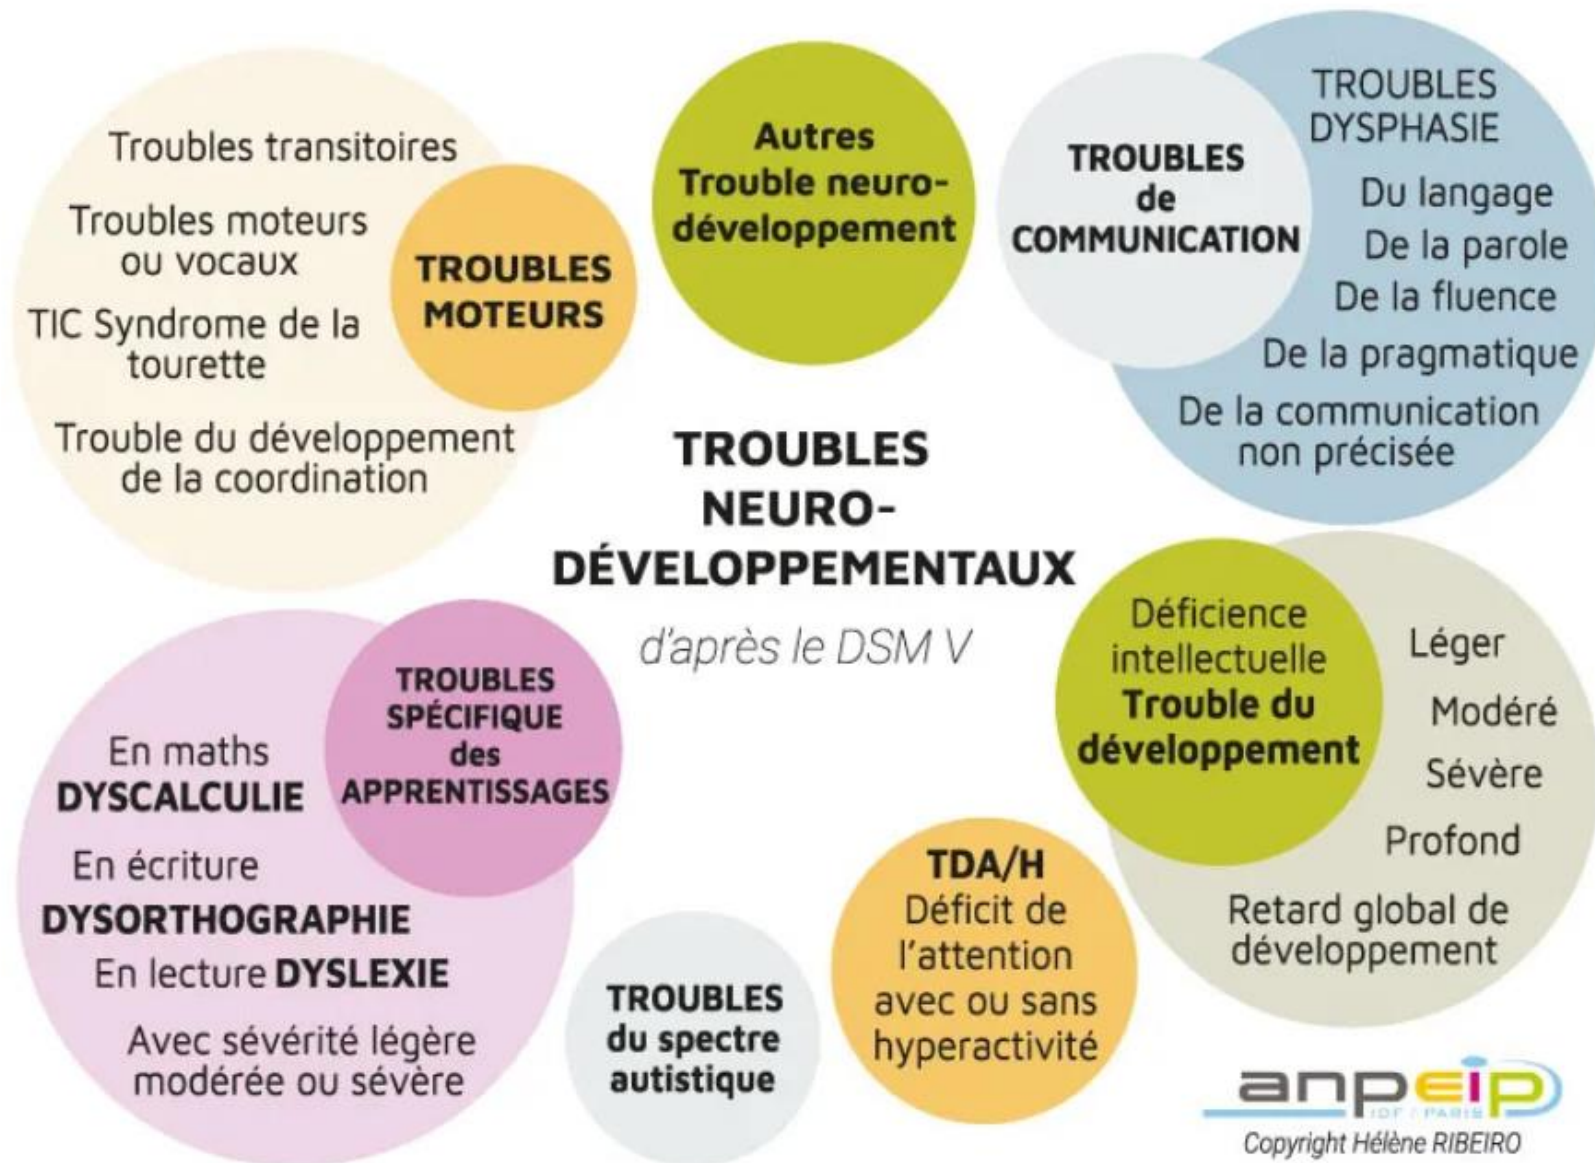 Troubles transitoires
Troubles moteurs
ou vocaux
TIC Syndrome de la
tourette
Trouble du développement
de la coordination
TROUBLES
MOTEURS
Autres
Trouble neuro-
développement
TROUBLES
de
COMMUNICATION
TROUBLES
DYSPHASIE
Du langage
De la parole
De la fluence
De la pragmatique
De la communication
non précisée
TROUBLES
NEURO-
DÉVELOPPEMENTAUX
d'après le DSM V
TROUBLES
SPÉCIFIQUE
des
APPRENTISSAGES
En maths
DYSCALCULIE
En écriture
DYSORTHOGRAPHIE
En lecture DYSLEXIE
Avec sévérité légère
modérée ou sévère
Déficience
intellectuelle
Trouble du
développement
Léger
Modéré
Sévère
Profond
Retard global de
développement
TROUBLES
du spectre
autistique
TDA/H
Déficit de
l'attention
avec ou sans
hyperactivité
anpeip
IDF / PARIS
Copyright Hélène RIBEIRO